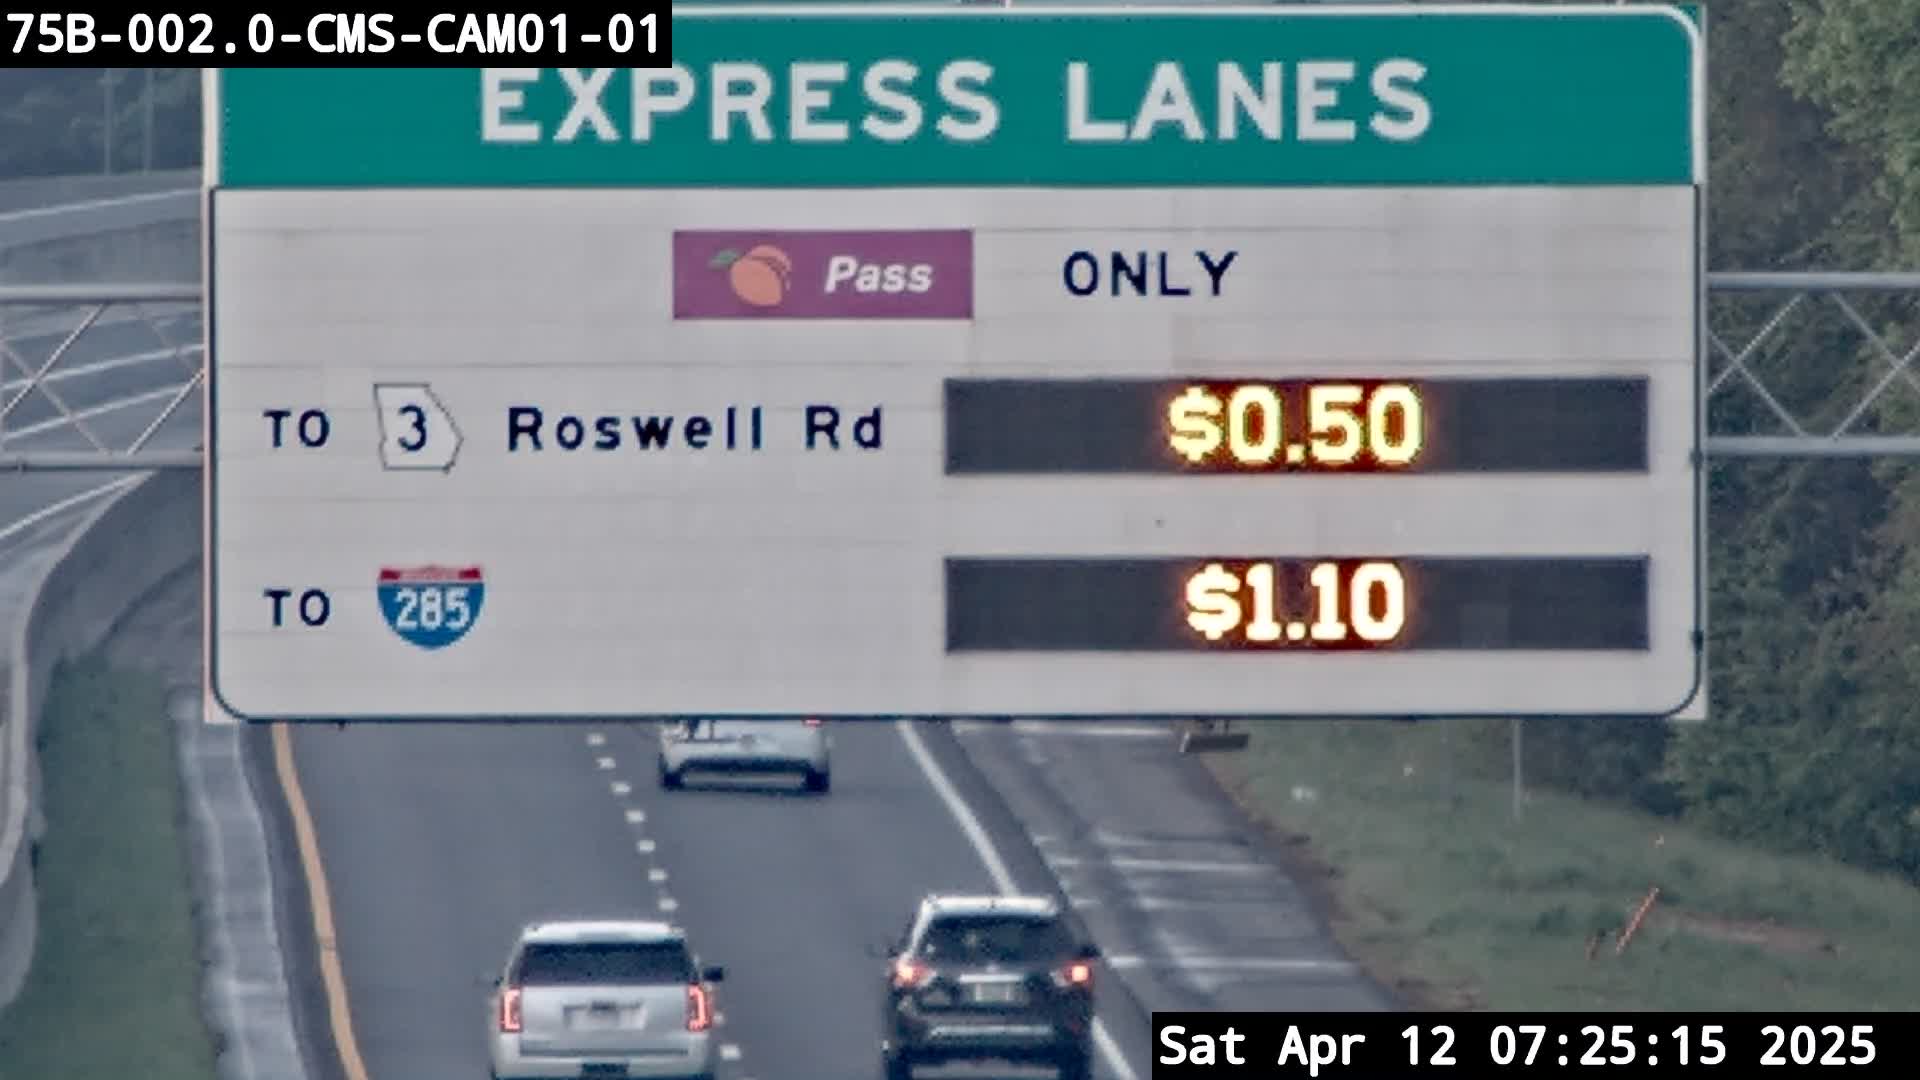 75B-002.0-CMS-CAM01-01
EXPRESS LANES
Pass ONLY
TO 3 Roswell Rd $0.50
TO 285 $1.10
Sat Apr 12 07:25:15 2025